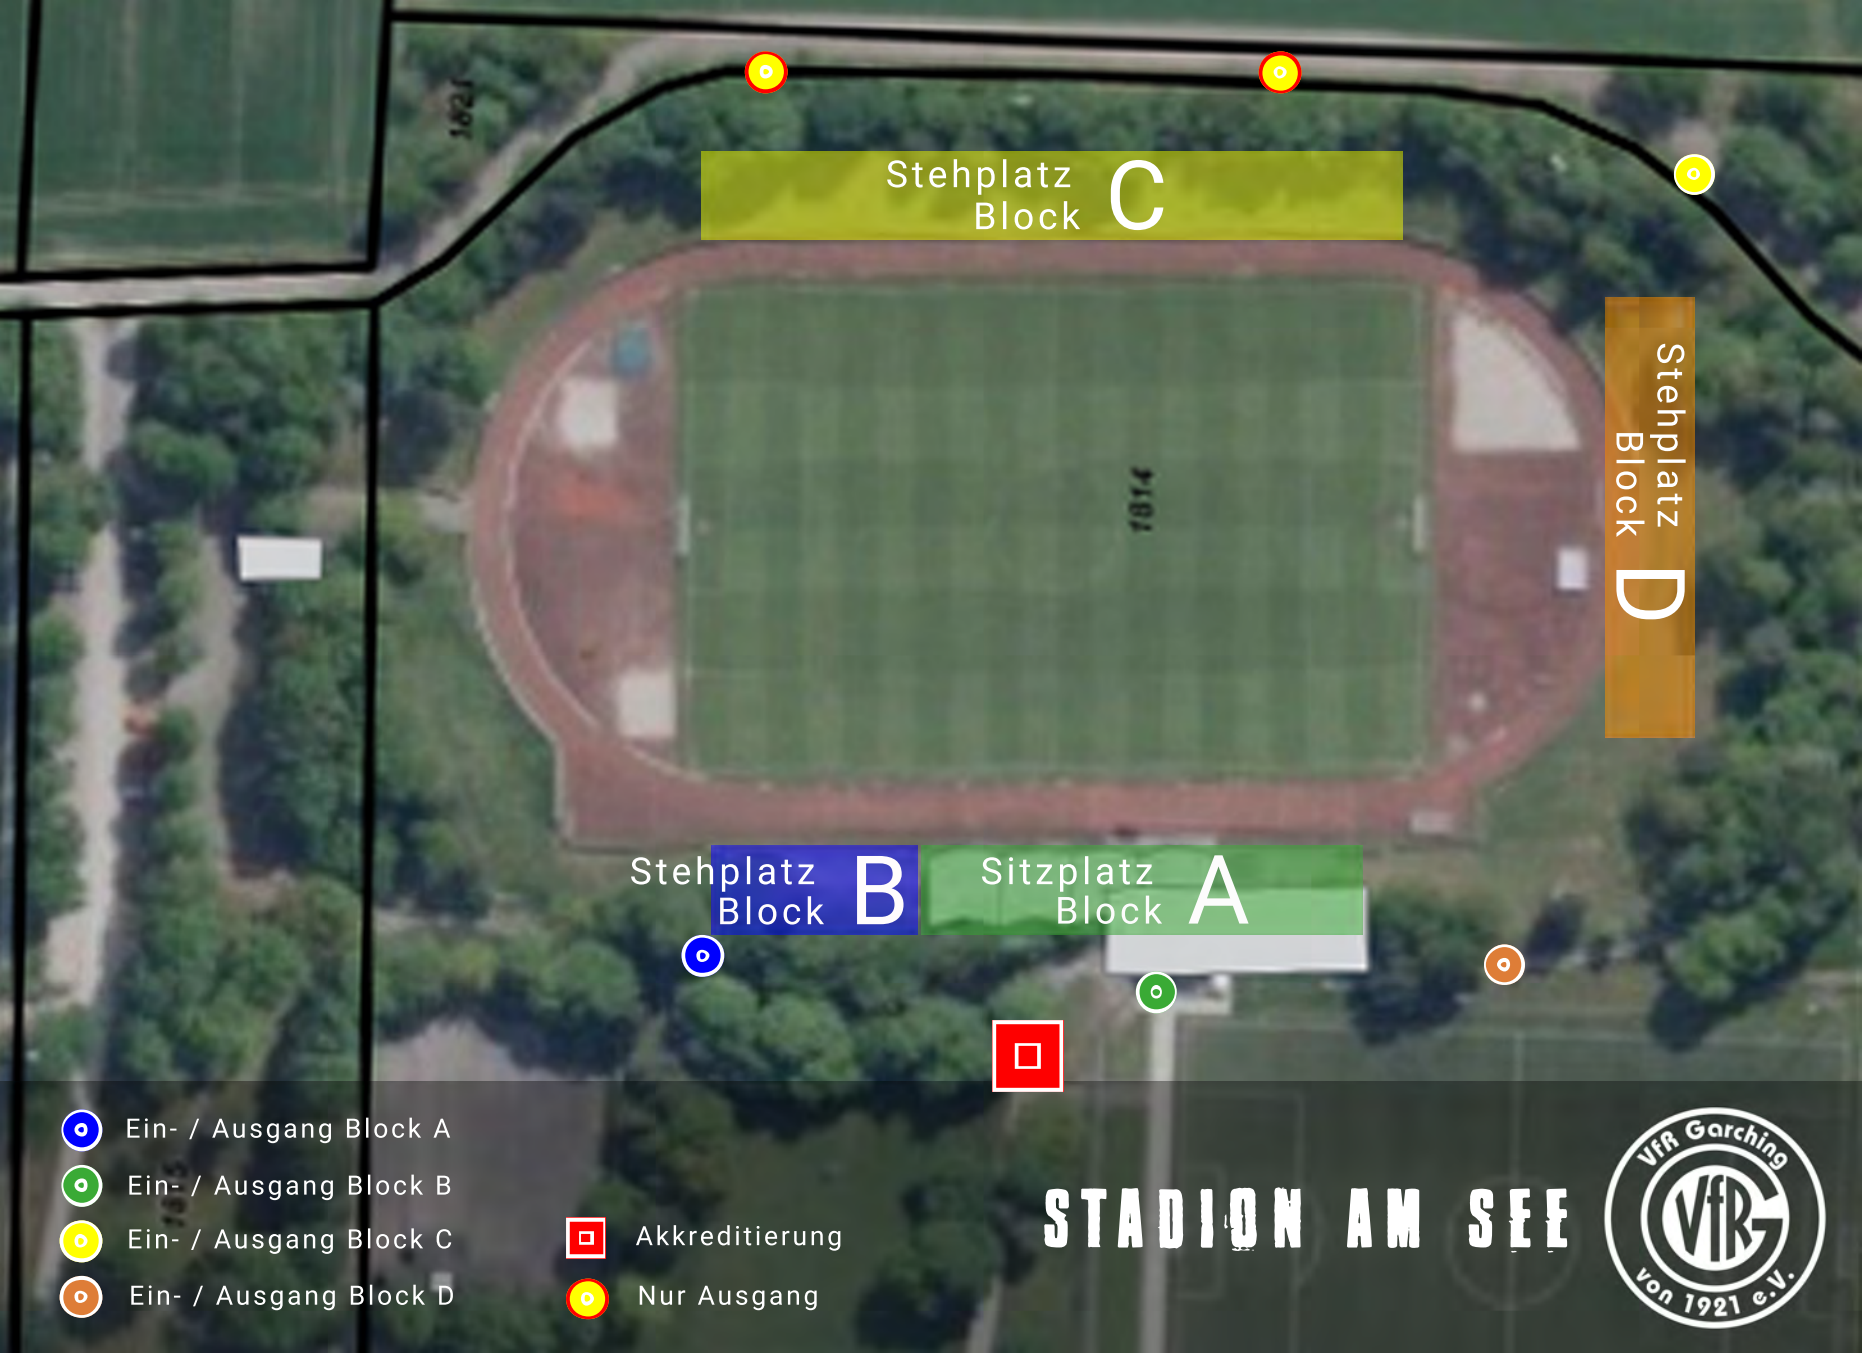 1821
Stehplatz
Block C
Stehplatz
Block D
1814
Stehplatz
Block B
Sitzplatz
Block A
Ein- / Ausgang Block A
Ein- / Ausgang Block B
Ein- / Ausgang Block C
Ein- / Ausgang Block D
Akkreditierung
Nur Ausgang
STADION AM SEE
VfR Garching
VfRG
von 1921 e.V.